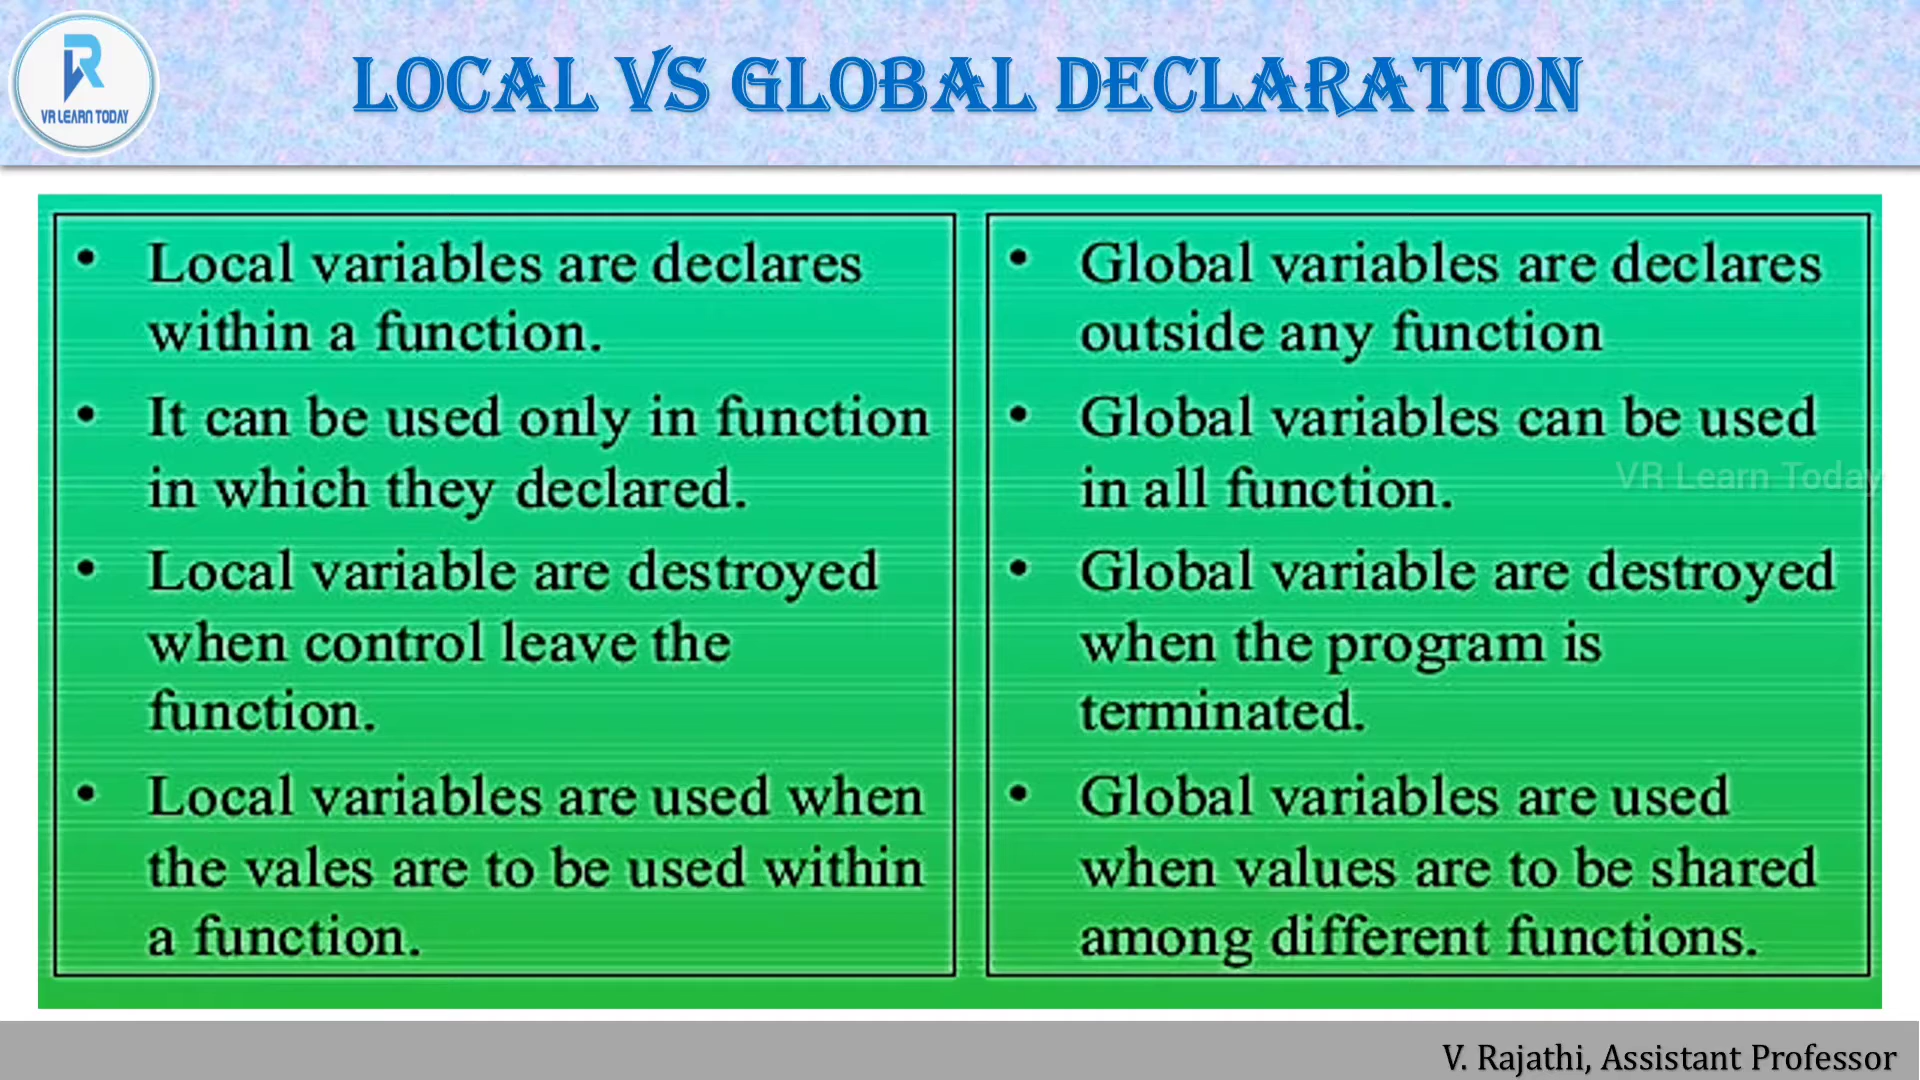 VR LEARN TODAY
LOCAL VS GLOBAL DECLARATION
• Local variables are declares
within a function.
• It can be used only in function
in which they declared.
• Local variable are destroyed
when control leave the
function.
• Local variables are used when
the vales are to be used within
a function.
• Global variables are declares
outside any function
• Global variables can be used
in all function.
• Global variable are destroyed
when the program is
terminated.
• Global variables are used
when values are to be shared
among different functions.
VR Learn Today
V. Rajathi, Assistant Professor